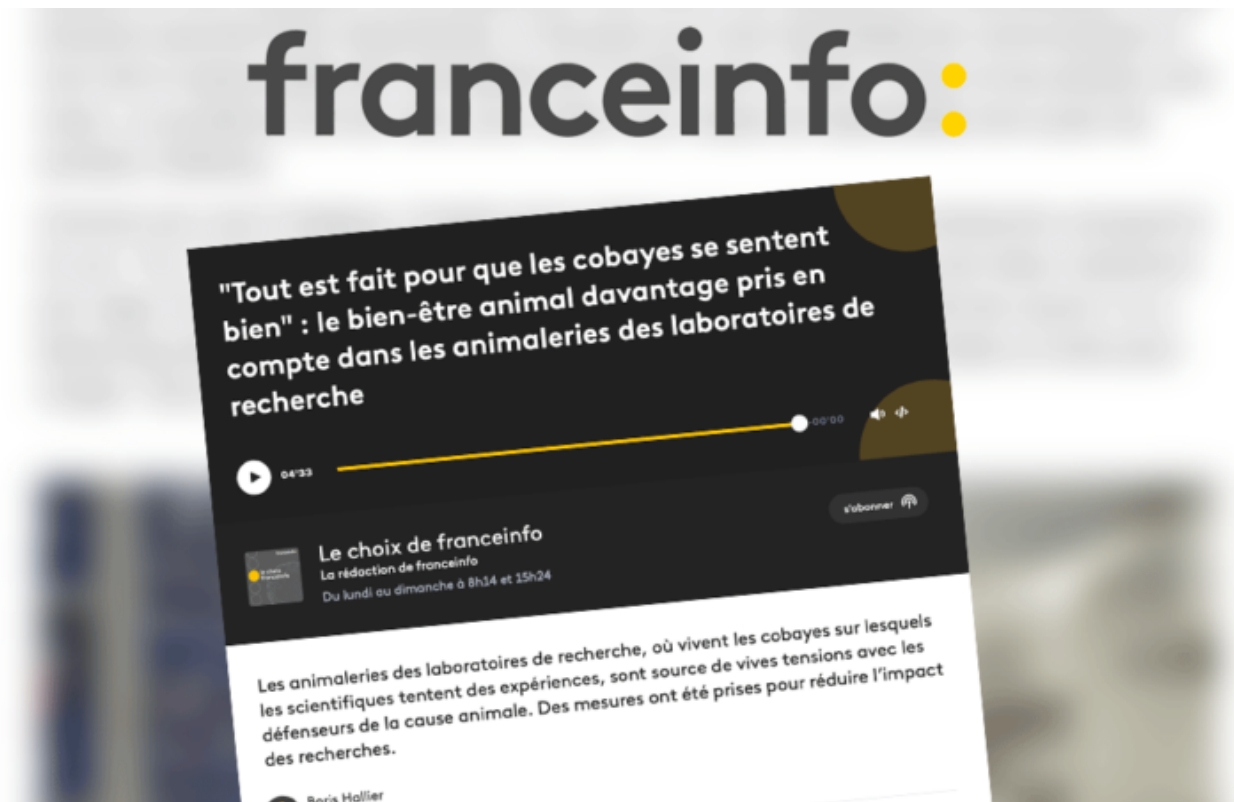 franceinfo:
"Tout est fait pour que les cobayes se sentent
bien" : le bien-être animal davantage pris en
compte dans les animaleries des laboratoires de
recherche
04'33
00'00
Le choix de franceinfo
s'abonner
La rédaction de franceinfo
Du lundi au dimanche à 8h14 et 15h24
Les animaleries des laboratoires de recherche, où vivent les cobayes sur lesquels
les scientifiques tentent des expériences, sont source de vives tensions avec les
défenseurs de la cause animale. Des mesures ont été prises pour réduire l'impact
des recherches.
Boris Hallier